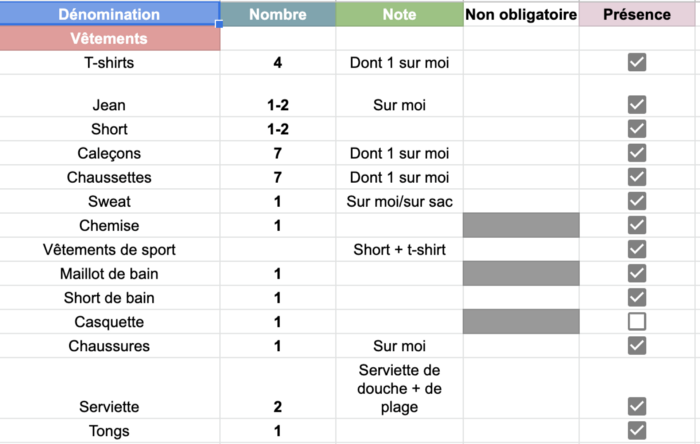 Dénomination Nombre Note Non obligatoire Présence
Vêtements
T-shirts 4 Dont 1 sur moi
Jean 1-2 Sur moi
Short 1-2
Caleçons 7 Dont 1 sur moi
Chaussettes 7 Dont 1 sur moi
Sweat 1 Sur moi/sur sac
Chemise 1
Vêtements de sport Short + t-shirt
Maillot de bain 1
Short de bain 1
Casquette 1
Chaussures 1 Sur moi
Serviette de
douche + de
Serviette 2 plage
Tongs 1